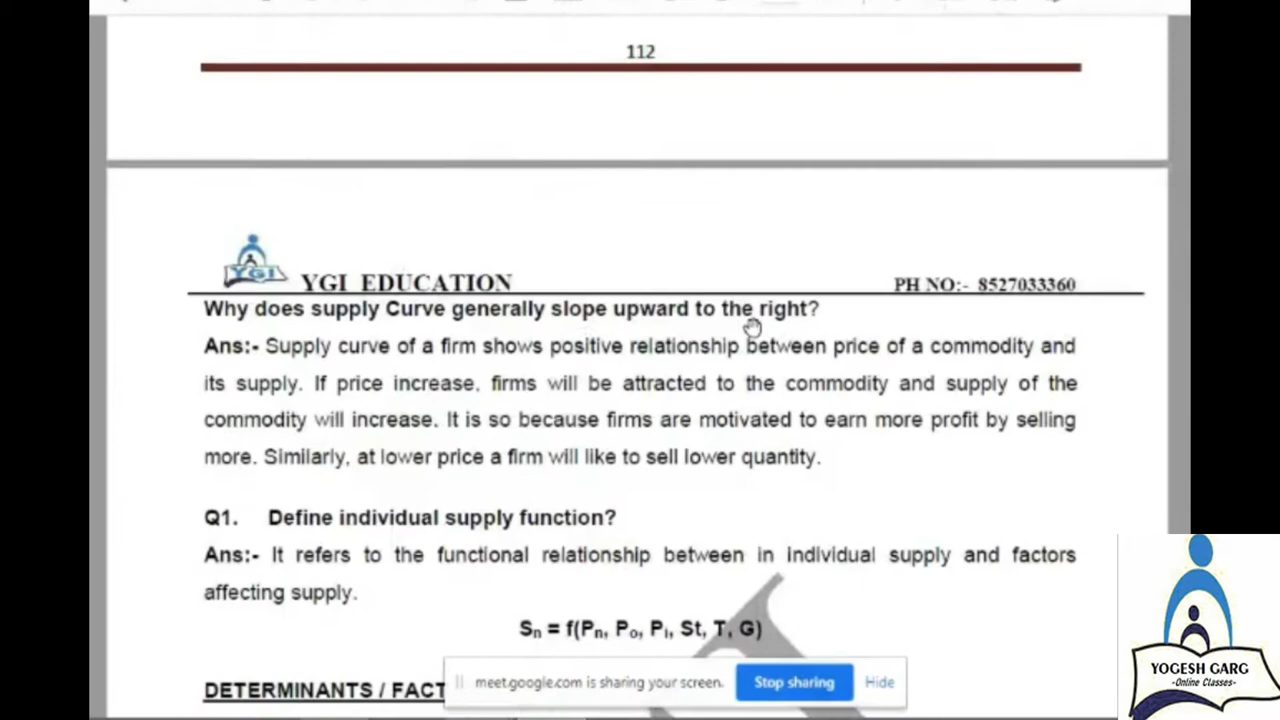 112
YGI
YGI EDUCATION
PH NO:- 8527033360
Why does supply Curve generally slope upward to the right?
Ans:- Supply curve of a firm shows positive relationship between price of a commodity and
its supply. If price increase, firms will be attracted to the commodity and supply of the
commodity will increase. It is so because firms are motivated to earn more profit by selling
more. Similarly, at lower price a firm will like to sell lower quantity.
Q1. Define individual supply function?
Ans:- It refers to the functional relationship between in individual supply and factors
affecting supply.
Sₙ = f(Pₙ, Pₒ, Pᵢ, St, T, G)
DETERMINANTS / FACT
meet.google.com is sharing your screen.
Stop sharing
Hide
YOGESH GARG
-Online Classes-